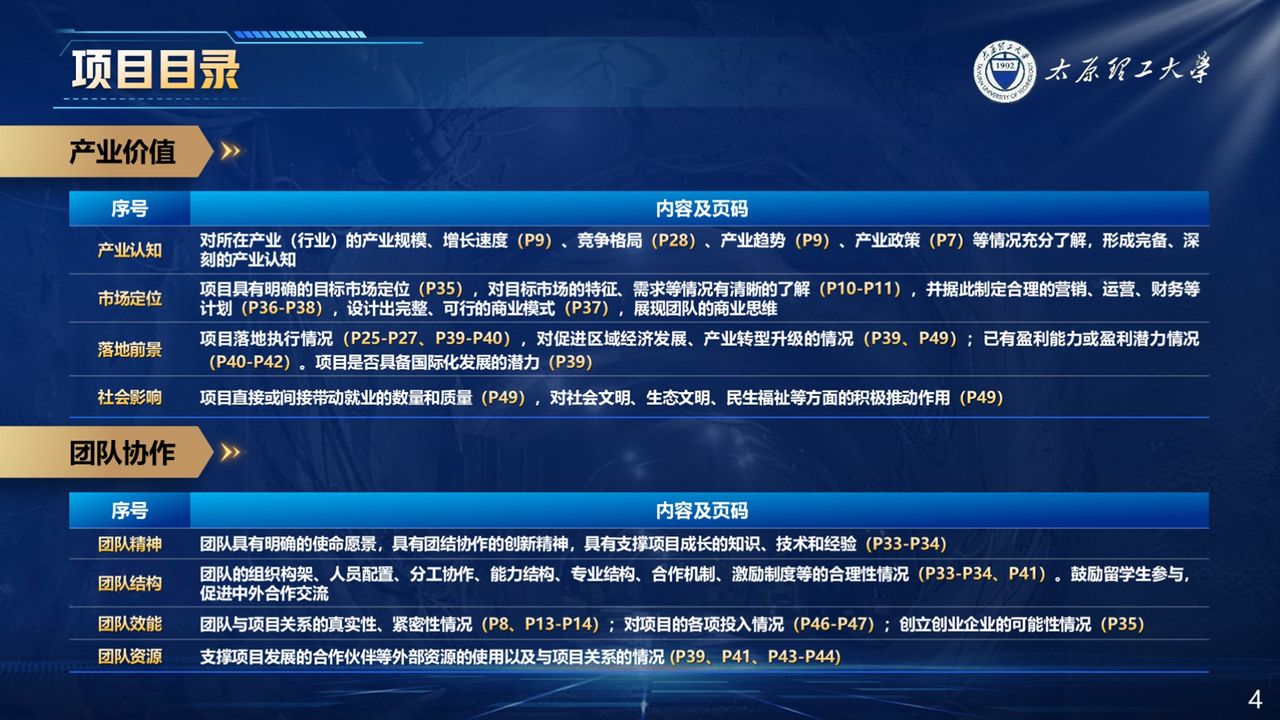 项目目录
太原理工大学
1902
TAIYUAN UNIVERSITY OF TECHNOLOGY
太原理工大学
产业价值
序号
内容及页码
产业认知
对所在产业（行业）的产业规模、增长速度（P9）、竞争格局（P28）、产业趋势（P9）、产业政策（P7）等情况充分了解，形成完备、深
刻的产业认知
市场定位
项目具有明确的目标市场定位（P35），对目标市场的特征、需求等情况有清晰的了解（P10-P11），并据此制定合理的营销、运营、财务等
计划（P36-P38），设计出完整、可行的商业模式（P37），展现团队的商业思维
落地前景
项目落地执行情况（P25-P27、P39-P40），对促进区域经济发展、产业转型升级的情况（P39、P49）；已有盈利能力或盈利潜力情况
（P40-P42）。项目是否具备国际化发展的潜力（P39）
社会影响
项目直接或间接带动就业的数量和质量（P49），对社会文明、生态文明、民生福祉等方面的积极推动作用（P49）
团队协作
序号
内容及页码
团队精神
团队具有明确的使命愿景，具有团结协作的创新精神，具有支撑项目成长的知识、技术和经验（P33-P34）
团队结构
团队的组织构架、人员配置、分工协作、能力结构、专业结构、合作机制、激励制度等的合理性情况（P33-P34、P41）。鼓励留学生参与，
促进中外合作交流
团队效能
团队与项目关系的真实性、紧密性情况（P8、P13-P14）；对项目的各项投入情况（P46-P47）；创立创业企业的可能性情况（P35）
团队资源
支撑项目发展的合作伙伴等外部资源的使用以及与项目关系的情况 (P39、P41、P43-P44)
4